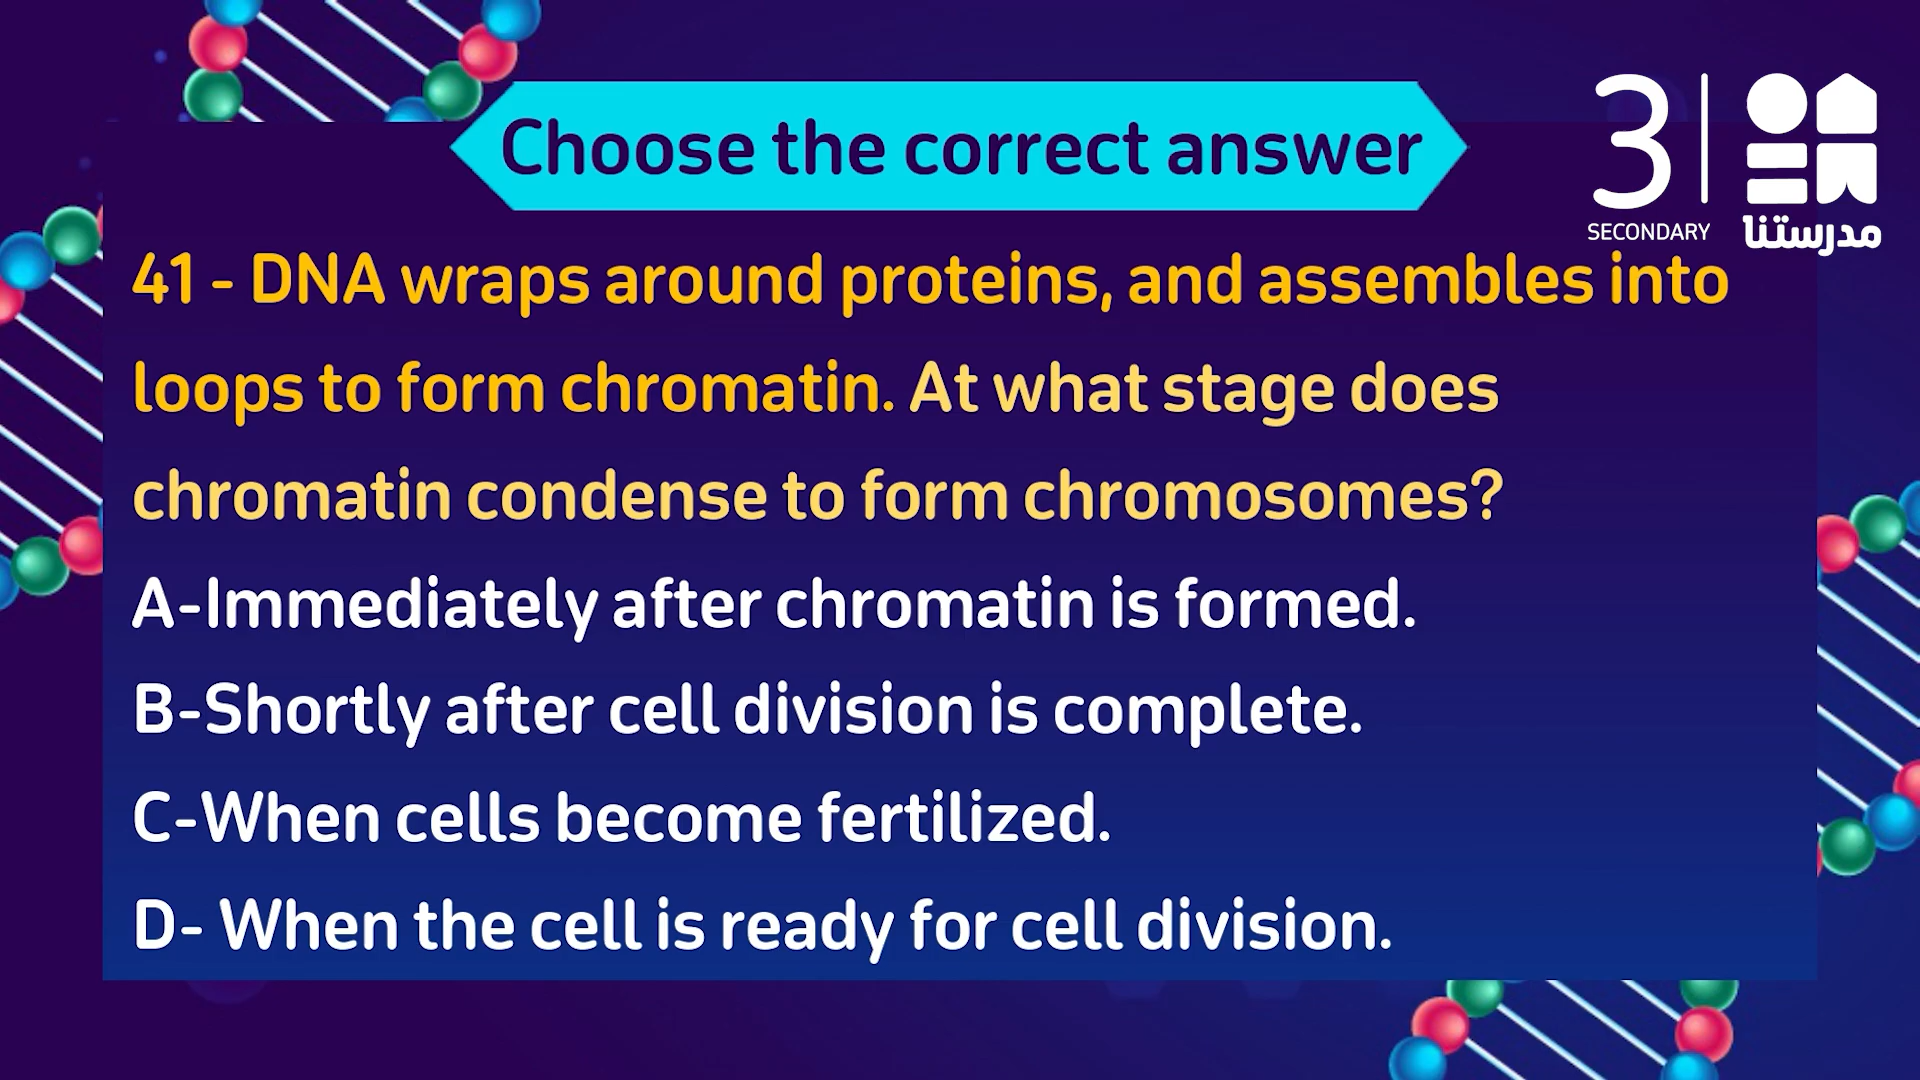 Choose the correct answer
3
SECONDARY
مدرستنا
41 - DNA wraps around proteins, and assembles into
loops to form chromatin. At what stage does
chromatin condense to form chromosomes?
A-Immediately after chromatin is formed.
B-Shortly after cell division is complete.
C-When cells become fertilized.
D- When the cell is ready for cell division.